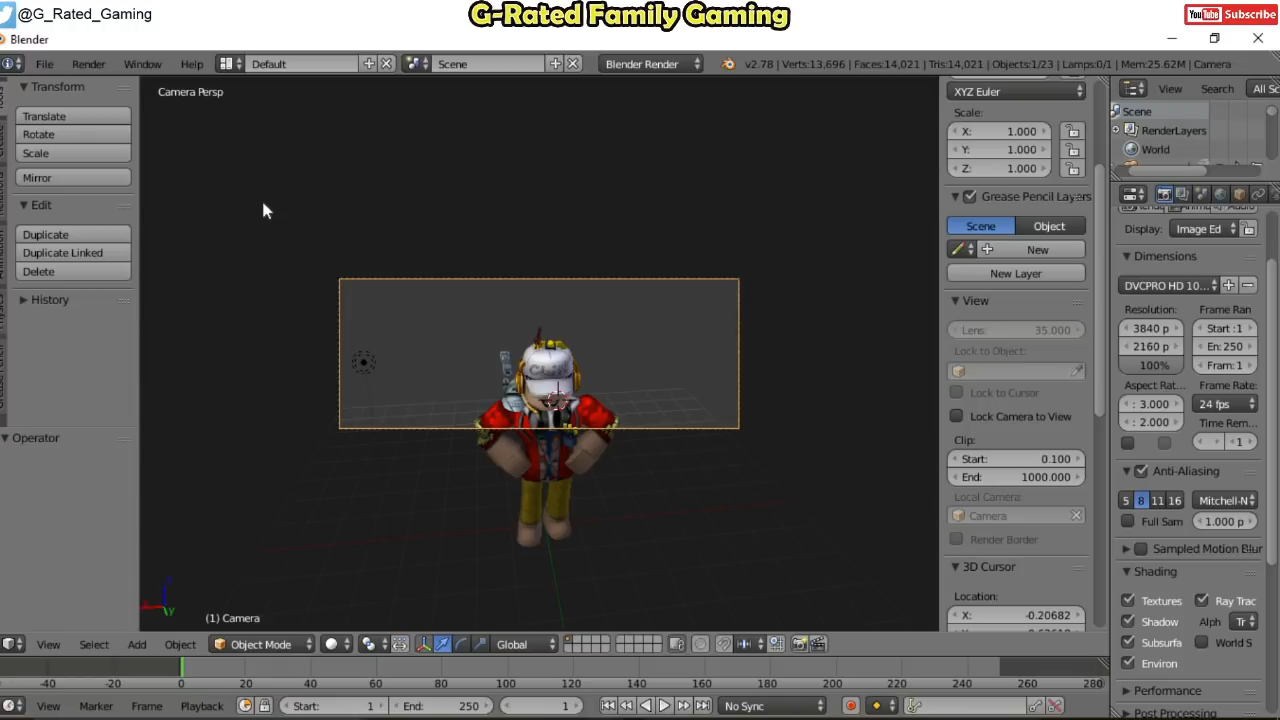 @G_Rated_Gaming
G-Rated Family Gaming
YouTube Subscribe
Blender
File Render Window Help Default Scene Blender Render v2.78 | Verts:13,696 | Faces:14,021 | Tris:14,021 | Objects:1/23 | Lamps:0/1 | Mem:25.62M | Camera
Transform
Translate
Rotate
Scale
Mirror
Edit
Duplicate
Duplicate Linked
Delete
History
Operator
Camera Persp
(1) Camera
XYZ Euler
Scale:
X: 1.000
Y: 1.000
Z: 1.000
Grease Pencil Layers
Scene Object
New
New Layer
View
Lens: 35.000
Lock to Object:
Lock to Cursor
Lock Camera to View
Clip:
Start: 0.100
End: 1000.000
Local Camera:
Camera
Render Border
3D Cursor
Location:
X: -0.20682
View Search All Sc
Scene
RenderLayers
World
Display: Image Ed
Dimensions
DVCPRO HD 10...
Resolution: Frame Ran
3840 p Start :1
2160 p En: 250
100% Fram: 1
Aspect Rat... Frame Rate:
: 3.000 24 fps
: 2.000 Time Rem...
1
Anti-Aliasing
5 8 11 16 Mitchell-N
Full Sam 1.000 p
Sampled Motion Blur
Shading
Textures Ray Trac
Shadow Alph Tr
Subsurfa World S
Environ
Performance
Post Processing
View Select Add Object Object Mode Global
-40 -20 0 20 40 60 80 100 120 140 160 180 200 220 240 260 280
View Marker Frame Playback Start: 1 End: 250 1 No Sync